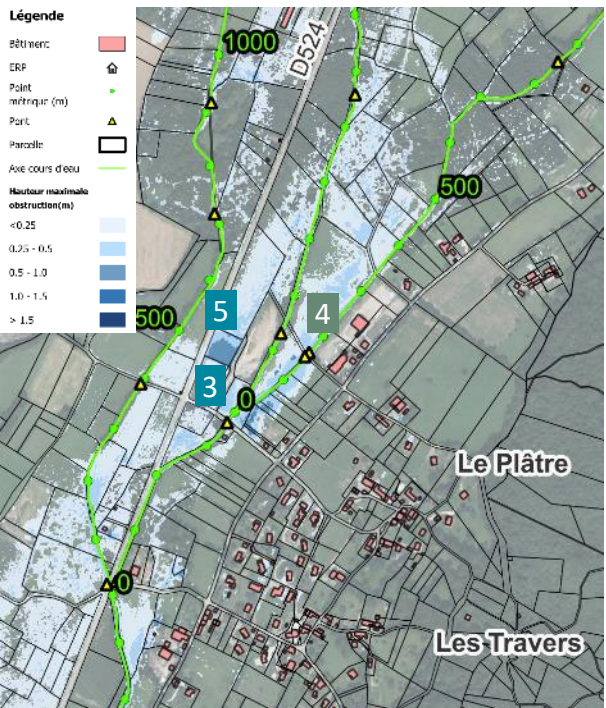 Légende
Bâtiment
ERP
Point
métrique (m)
Pont
Parcelle
Axe cours d'eau
Hauteur maximale
obstruction(m)
<0.25
0.25 - 0.5
0.5 - 1.0
1.0 - 1.5
> 1.5
1000
D524
500
500
5
4
3
0
Le Plâtre
0
Les Travers